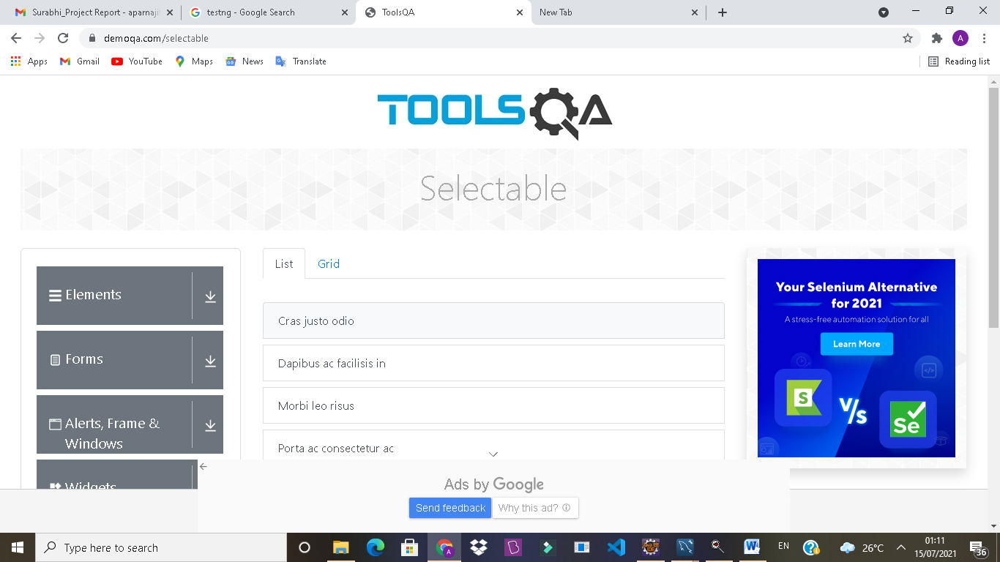 Surabhi_Project Report - aparnaji
testng - Google Search
ToolsQA
New Tab
demoqa.com/selectable
A
Apps
Gmail
YouTube
Maps
News
Translate
Reading list
TOOLSQA
Selectable
Elements
Forms
Alerts, Frame &
Windows
Widgets
List
Grid
Cras justo odio
Dapibus ac facilisis in
Morbi leo risus
Porta ac consectetur ac
Your Selenium Alternative
for 2021
A stress-free automation solution for all
Learn More
S
V/s
Se
Ads by Google
Send feedback
Why this ad?
Type here to search
A
EN
26°C
01:11
15/07/2021
36